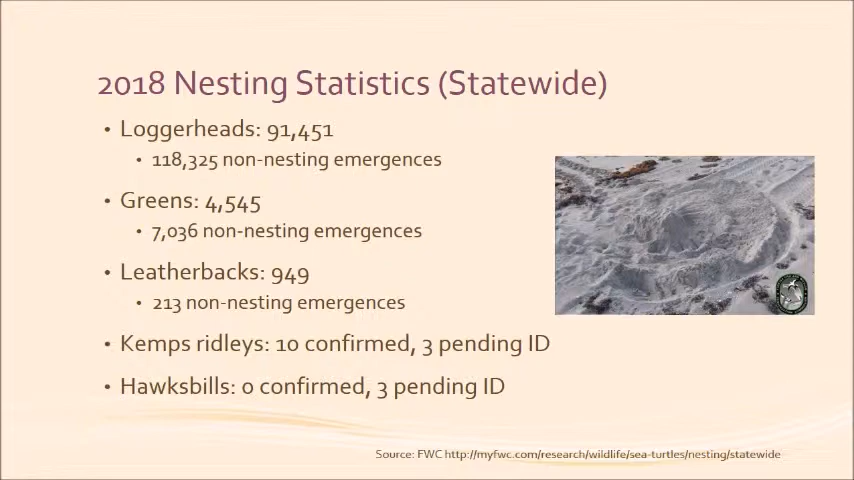 2018 Nesting Statistics (Statewide)
• Loggerheads: 91,451
• 118,325 non-nesting emergences
• Greens: 4,545
• 7,036 non-nesting emergences
• Leatherbacks: 949
• 213 non-nesting emergences
• Kemps ridleys: 10 confirmed, 3 pending ID
• Hawksbills: 0 confirmed, 3 pending ID
Source: FWC http://myfwc.com/research/wildlife/sea-turtles/nesting/statewide